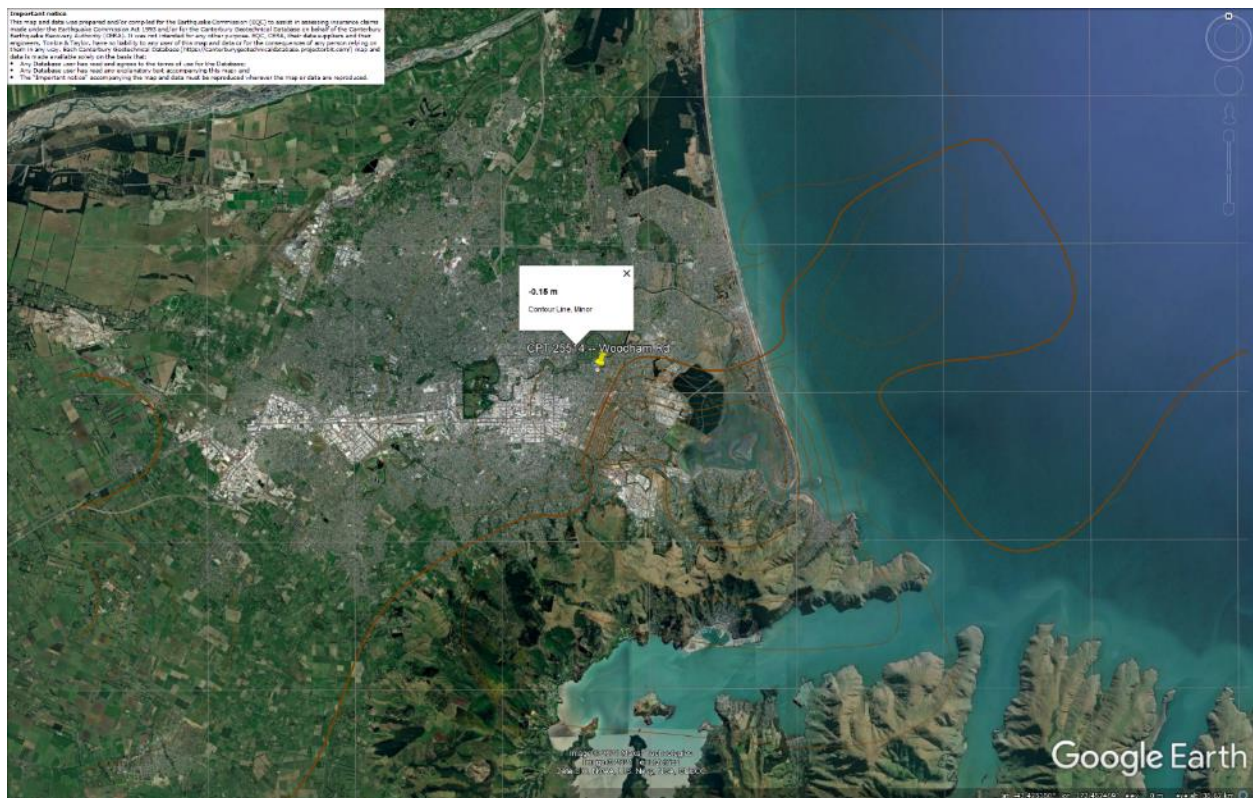 Important notice
This map and data was prepared and/or compiled for the Earthquake Commission (EQC) to assist in assessing insurance claims
made under the Earthquake Commission Act 1993 and/or for the Canterbury Geotechnical Database on behalf of the Canterbury
Earthquake Recovery Authority (CERA). It was not intended for any other purpose. EQC, CERA, their data suppliers and their
engineers, Tonkin & Taylor, have no liability to any user of this map and data or for the consequences of any person relying on
them in any way. Each Canterbury Geotechnical Database (https://canterburygeotechnicaldatabase.projectorbit.com/) map and
data is made available solely on the basis that:
• Any Database user has read and agrees to the terms of use for the Database;
• Any Database user has read any explanatory text accompanying this map; and
• The "Important notice" accompanying the map and data must be reproduced wherever the map or data are reproduced.
-0.15 m
Contour Line, Minor
CPT Rd
Google Earth